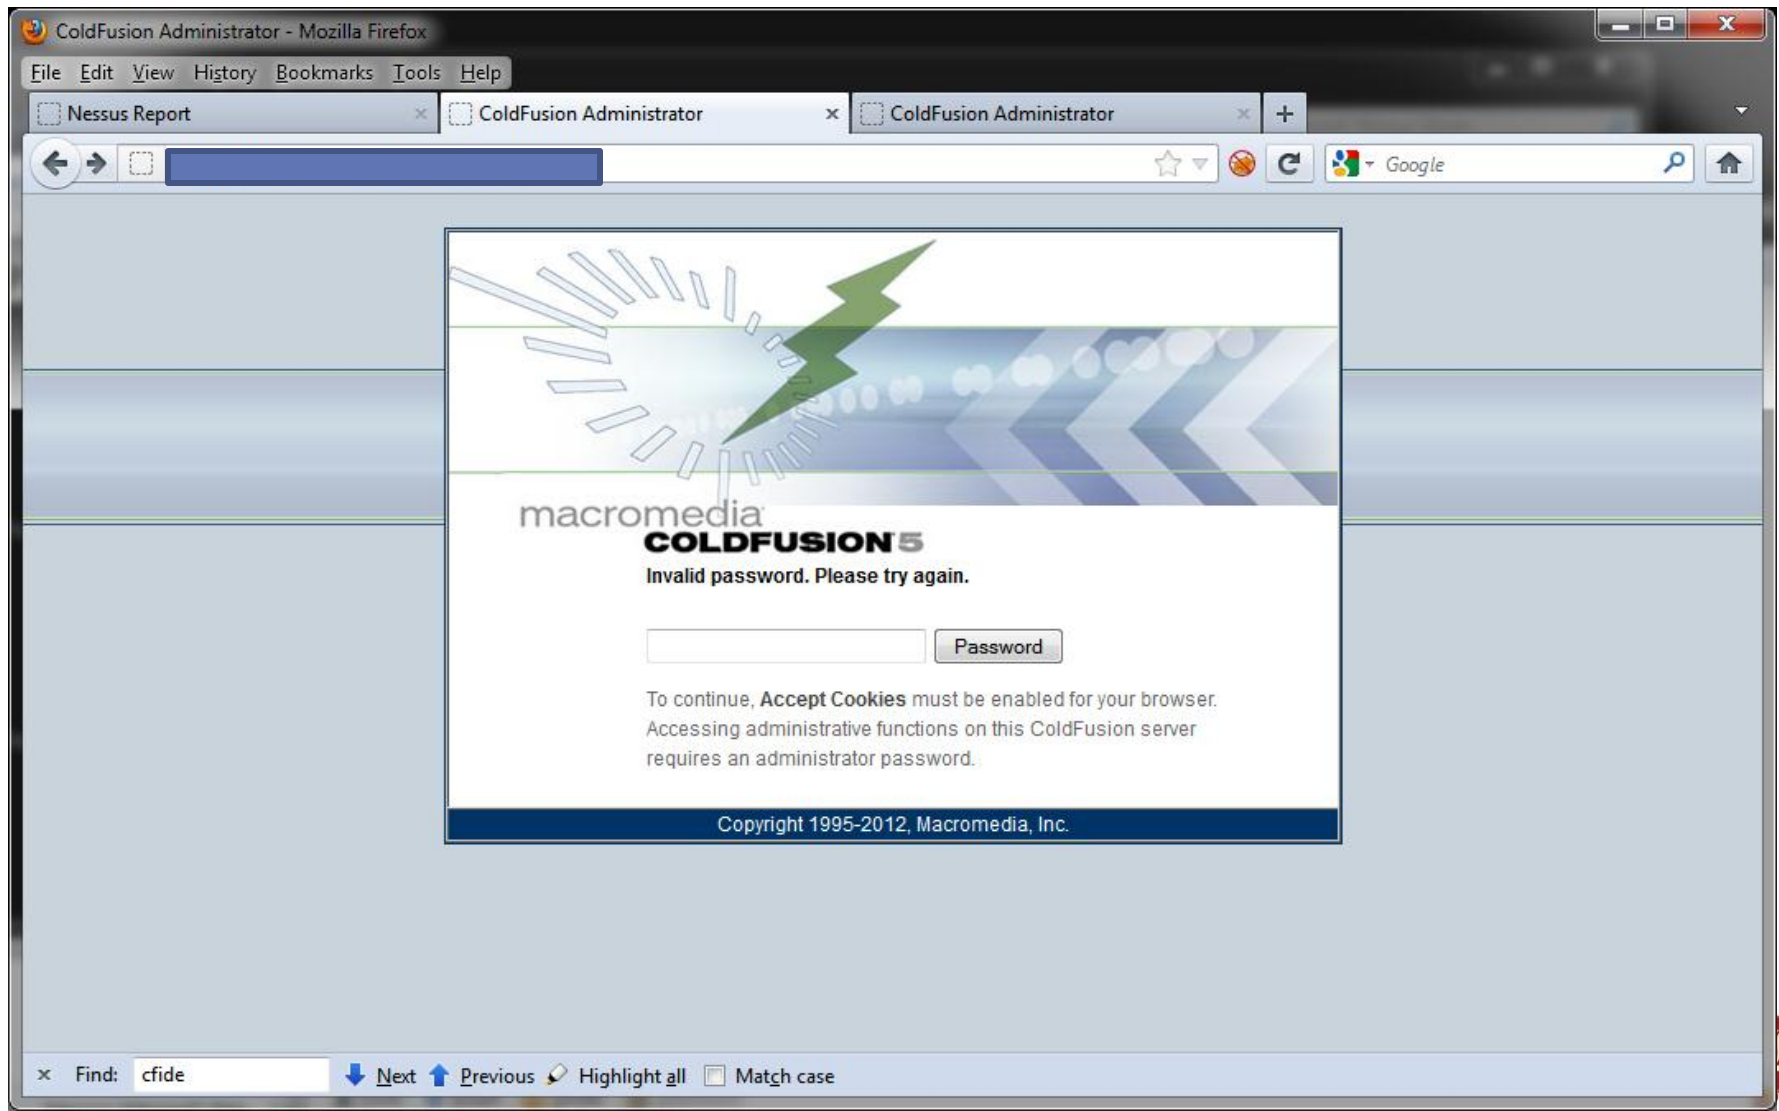 ColdFusion Administrator - Mozilla Firefox
File Edit View History Bookmarks Tools Help
Nessus Report
ColdFusion Administrator
ColdFusion Administrator
Google
macromedia
COLDFUSION 5
Invalid password. Please try again.
Password
To continue, Accept Cookies must be enabled for your browser.
Accessing administrative functions on this ColdFusion server
requires an administrator password.
Copyright 1995-2012, Macromedia, Inc.
Find: cfide Next Previous Highlight all Match case